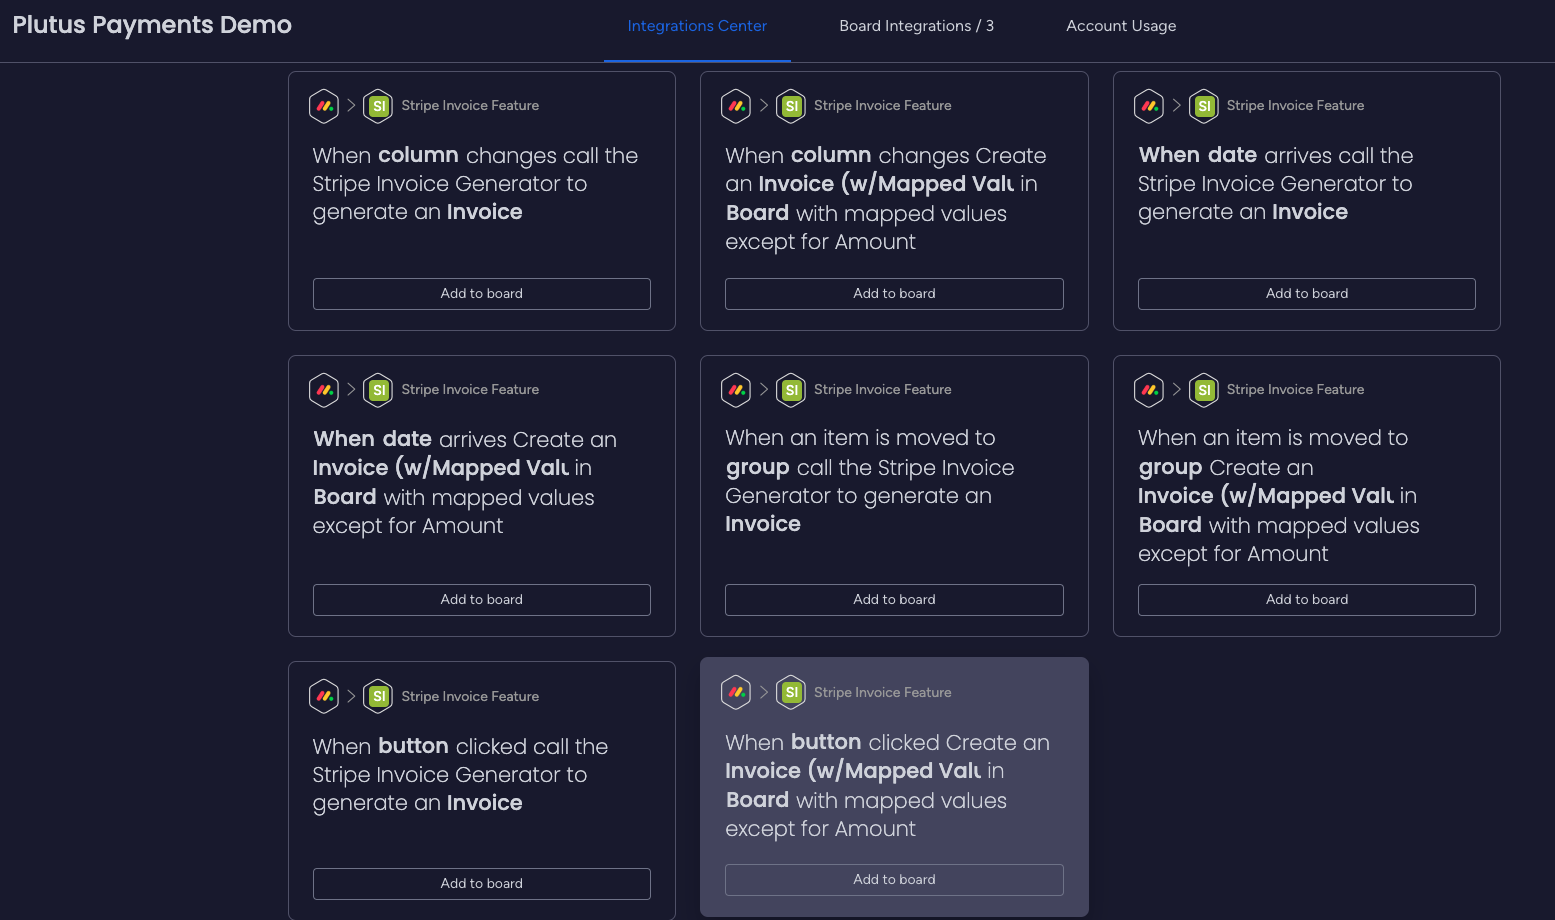 Plutus Payments Demo
Integrations Center
Board Integrations / 3
Account Usage
SI Stripe Invoice Feature
When column changes call the
Stripe Invoice Generator to
generate an Invoice
Add to board
SI Stripe Invoice Feature
When column changes Create
an Invoice (w/Mapped Valu in
Board with mapped values
except for Amount
Add to board
SI Stripe Invoice Feature
When date arrives call the
Stripe Invoice Generator to
generate an Invoice
Add to board
SI Stripe Invoice Feature
When date arrives Create an
Invoice (w/Mapped Valu in
Board with mapped values
except for Amount
Add to board
SI Stripe Invoice Feature
When an item is moved to
group call the Stripe Invoice
Generator to generate an
Invoice
Add to board
SI Stripe Invoice Feature
When an item is moved to
group Create an
Invoice (w/Mapped Valu in
Board with mapped values
except for Amount
Add to board
SI Stripe Invoice Feature
When button clicked call the
Stripe Invoice Generator to
generate an Invoice
Add to board
SI Stripe Invoice Feature
When button clicked Create an
Invoice (w/Mapped Valu in
Board with mapped values
except for Amount
Add to board